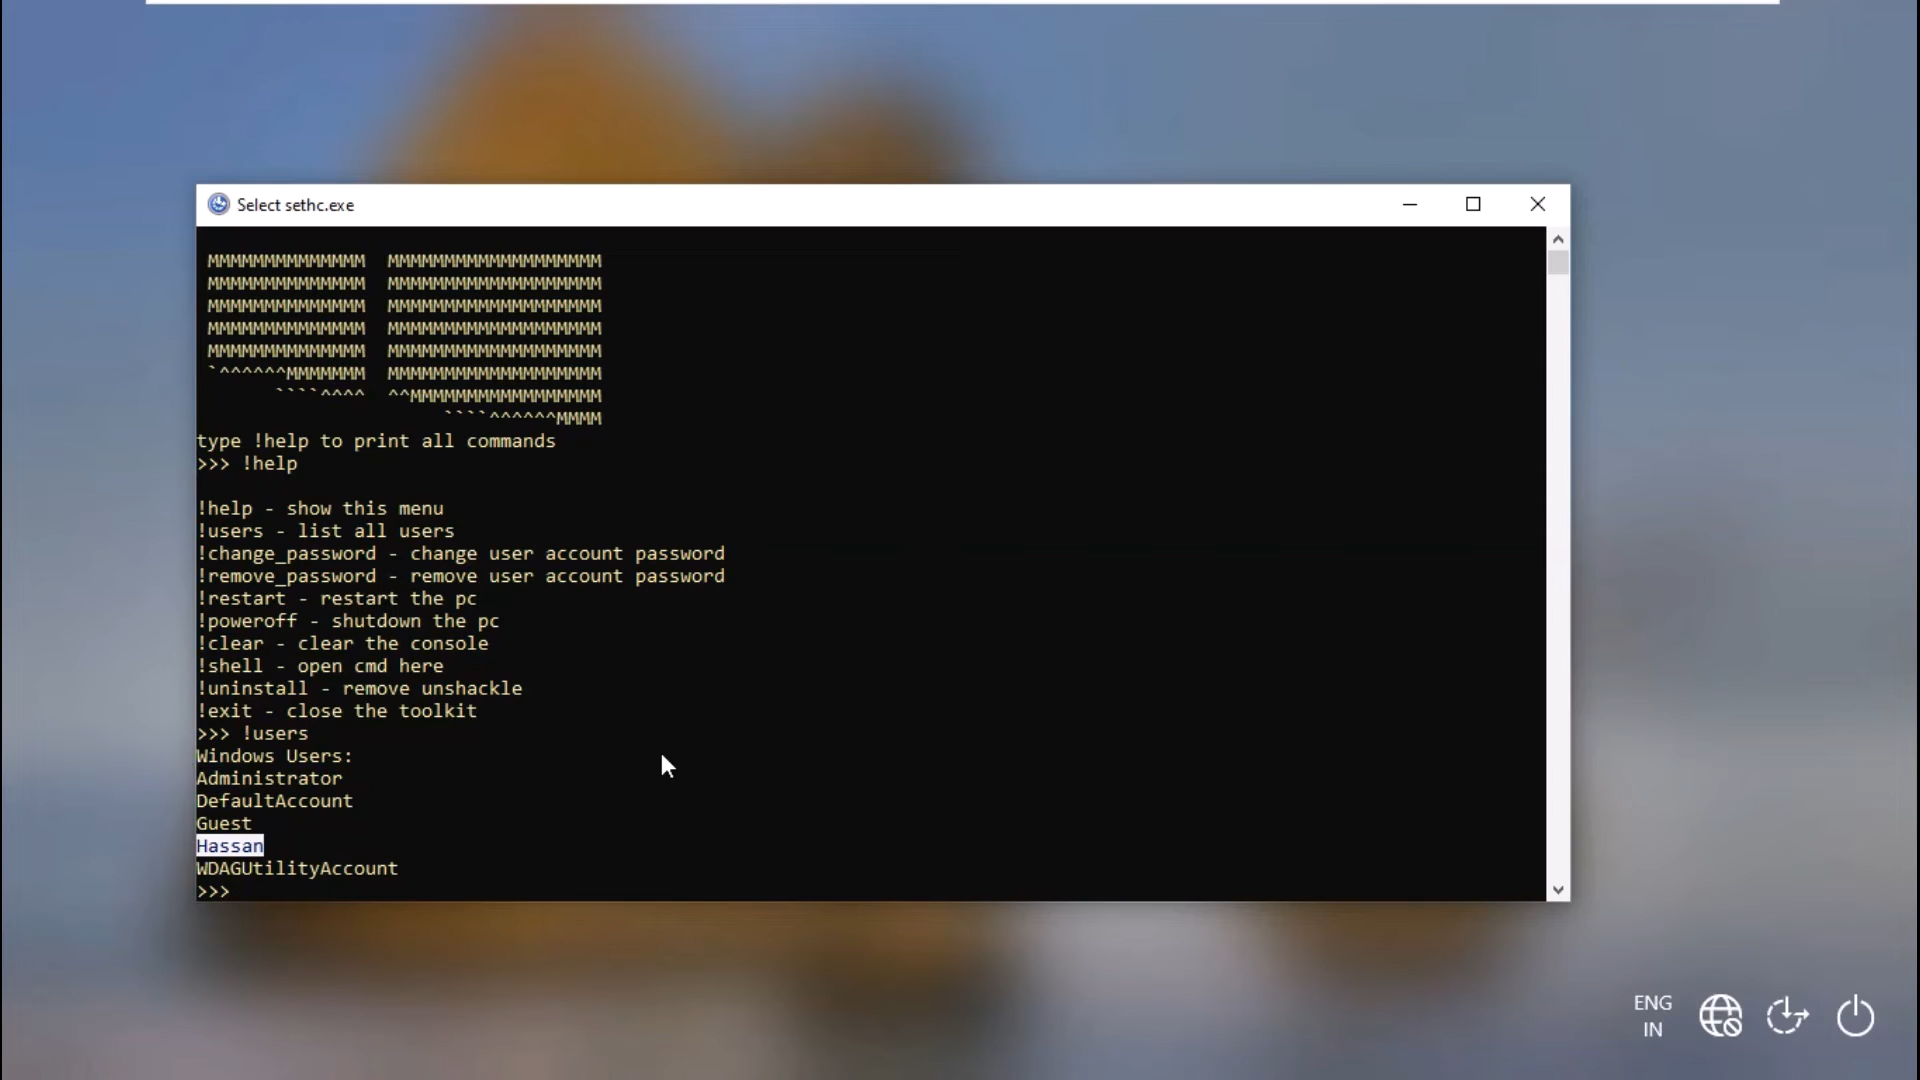 Select sethc.exe
MMMMMMMMMMMMMM  MMMMMMMMMMMMMMMMMMM
MMMMMMMMMMMMMM  MMMMMMMMMMMMMMMMMMM
MMMMMMMMMMMMMM  MMMMMMMMMMMMMMMMMMM
MMMMMMMMMMMMMM  MMMMMMMMMMMMMMMMMMM
MMMMMMMMMMMMMM  MMMMMMMMMMMMMMMMMMM
`^^^^^^MMMMMMM  MMMMMMMMMMMMMMMMMMM
      ````^^^^  ^^MMMMMMMMMMMMMMMMM
                     ````^^^^^^MMMM
type !help to print all commands
>>> !help
!help - show this menu
!users - list all users
!change_password - change user account password
!remove_password - remove user account password
!restart - restart the pc
!poweroff - shutdown the pc
!clear - clear the console
!shell - open cmd here
!uninstall - remove unshackle
!exit - close the toolkit
>>> !users
Windows Users:
Administrator
DefaultAccount
Guest
Hassan
WDAGUtilityAccount
>>>
ENG
IN